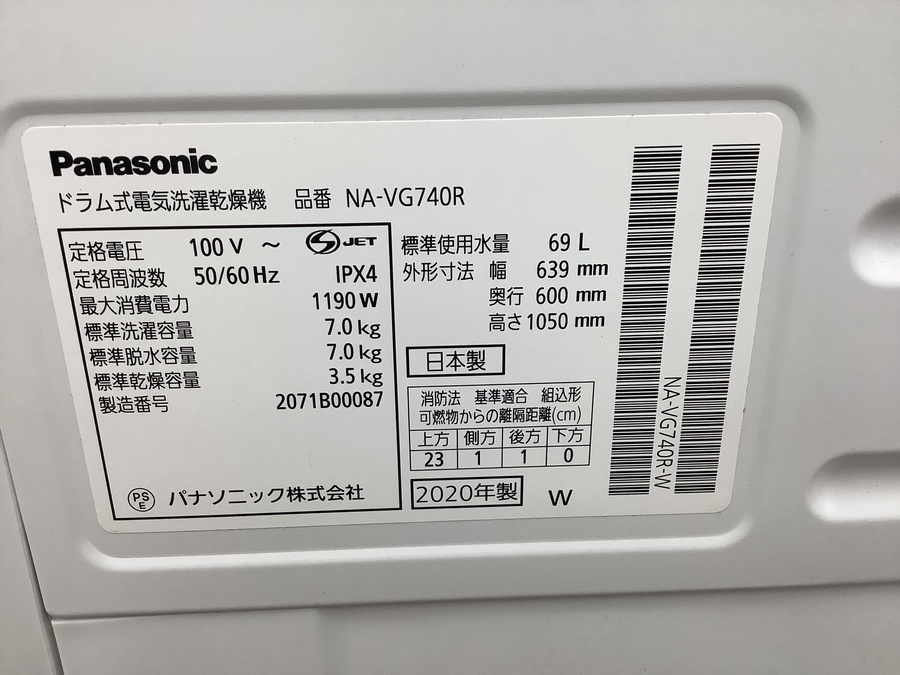 Panasonic
ドラム式電気洗濯乾燥機 品番 NA-VG740R
定格電圧 100 V ～ S JET
定格周波数 50/60 Hz IPX4
最大消費電力 1190 W
標準洗濯容量 7.0 kg
標準脱水容量 7.0 kg
標準乾燥容量 3.5 kg
製造番号 2071B00087
PS
E
パナソニック株式会社
標準使用水量 69 L
外形寸法 幅 639 mm
奥行 600 mm
高さ 1050 mm
日本製
消防法 基準適合 組込形
可燃物からの離隔距離(cm)
上方 側方 後方 下方
23 1 1 0
2020年製 W
NA-VG740R-W